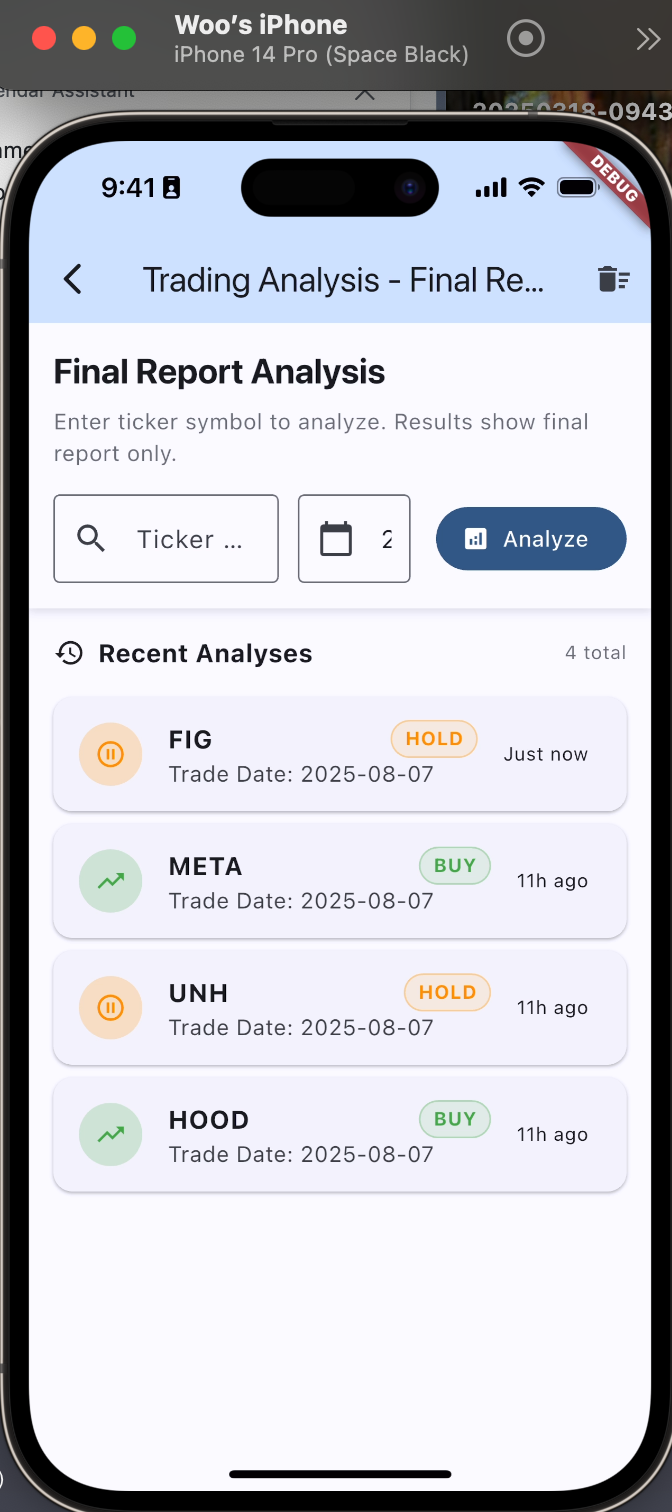 Woo's iPhone
iPhone 14 Pro (Space Black)
endar Assistant
20250318-0943
9:41
DEBUG
Trading Analysis - Final Re...
Final Report Analysis
Enter ticker symbol to analyze. Results show final
report only.
Ticker ...
2
Analyze
Recent Analyses
4 total
FIG
HOLD
Just now
Trade Date: 2025-08-07
META
BUY
11h ago
Trade Date: 2025-08-07
UNH
HOLD
11h ago
Trade Date: 2025-08-07
HOOD
BUY
11h ago
Trade Date: 2025-08-07